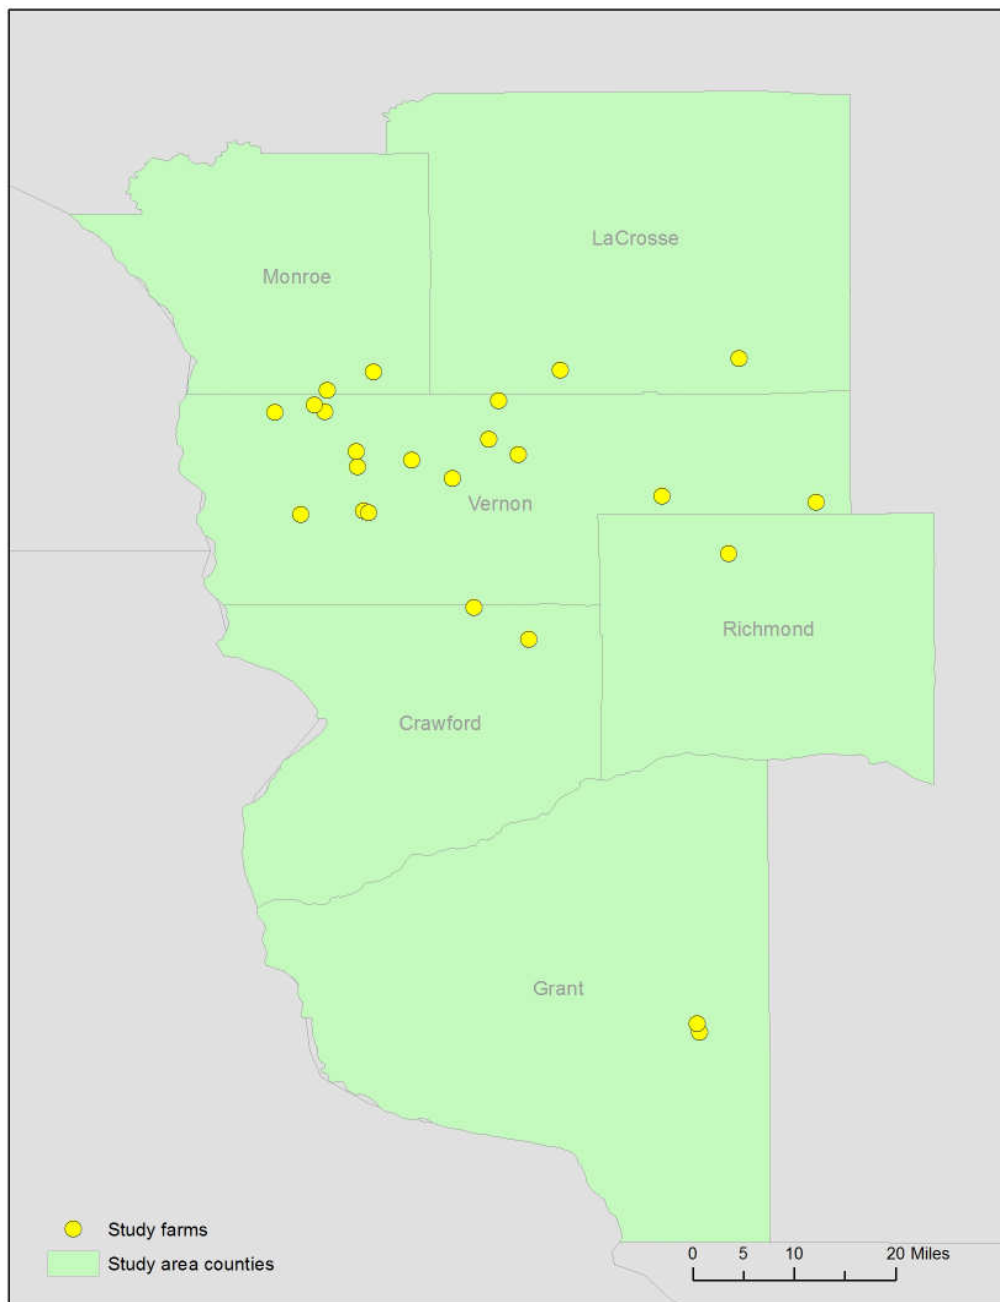 LaCrosse
Monroe
Vernon
Richmond
Crawford
Grant
Study farms
Study area counties
0 5 10 20 Miles